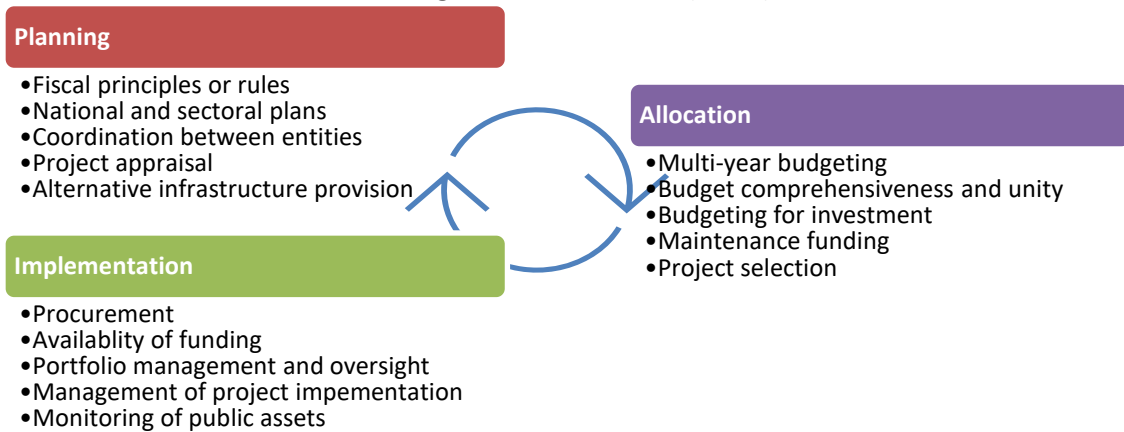 Planning
•Fiscal principles or rules
•National and sectoral plans
•Coordination between entities
•Project appraisal
•Alternative infrastructure provision
Allocation
•Multi-year budgeting
•Budget comprehensiveness and unity
•Budgeting for investment
•Maintenance funding
•Project selection
Implementation
•Procurement
•Availablity of funding
•Portfolio management and oversight
•Management of project impementation
•Monitoring of public assets